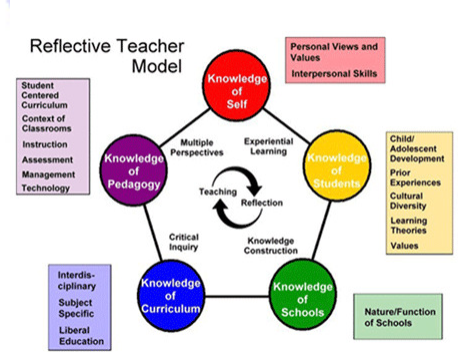 Reflective Teacher
Model
Personal Views and
Values
Interpersonal Skills
Knowledge
of
Self
Student
Centered
Curriculum
Context of
Classrooms
Instruction
Assessment
Management
Technology
Multiple
Perspectives
Experiential
Learning
Child/
Adolescent
Development
Prior
Experiences
Cultural
Diversity
Learning
Theories
Values
Knowledge
of
Pedagogy
Knowledge
of
Students
Teaching
Reflection
Critical
Inquiry
Knowledge
Construction
Interdis-
ciplinary
Subject
Specific
Liberal
Education
Knowledge
of
Curriculum
Knowledge
of
Schools
Nature/Function
of Schools